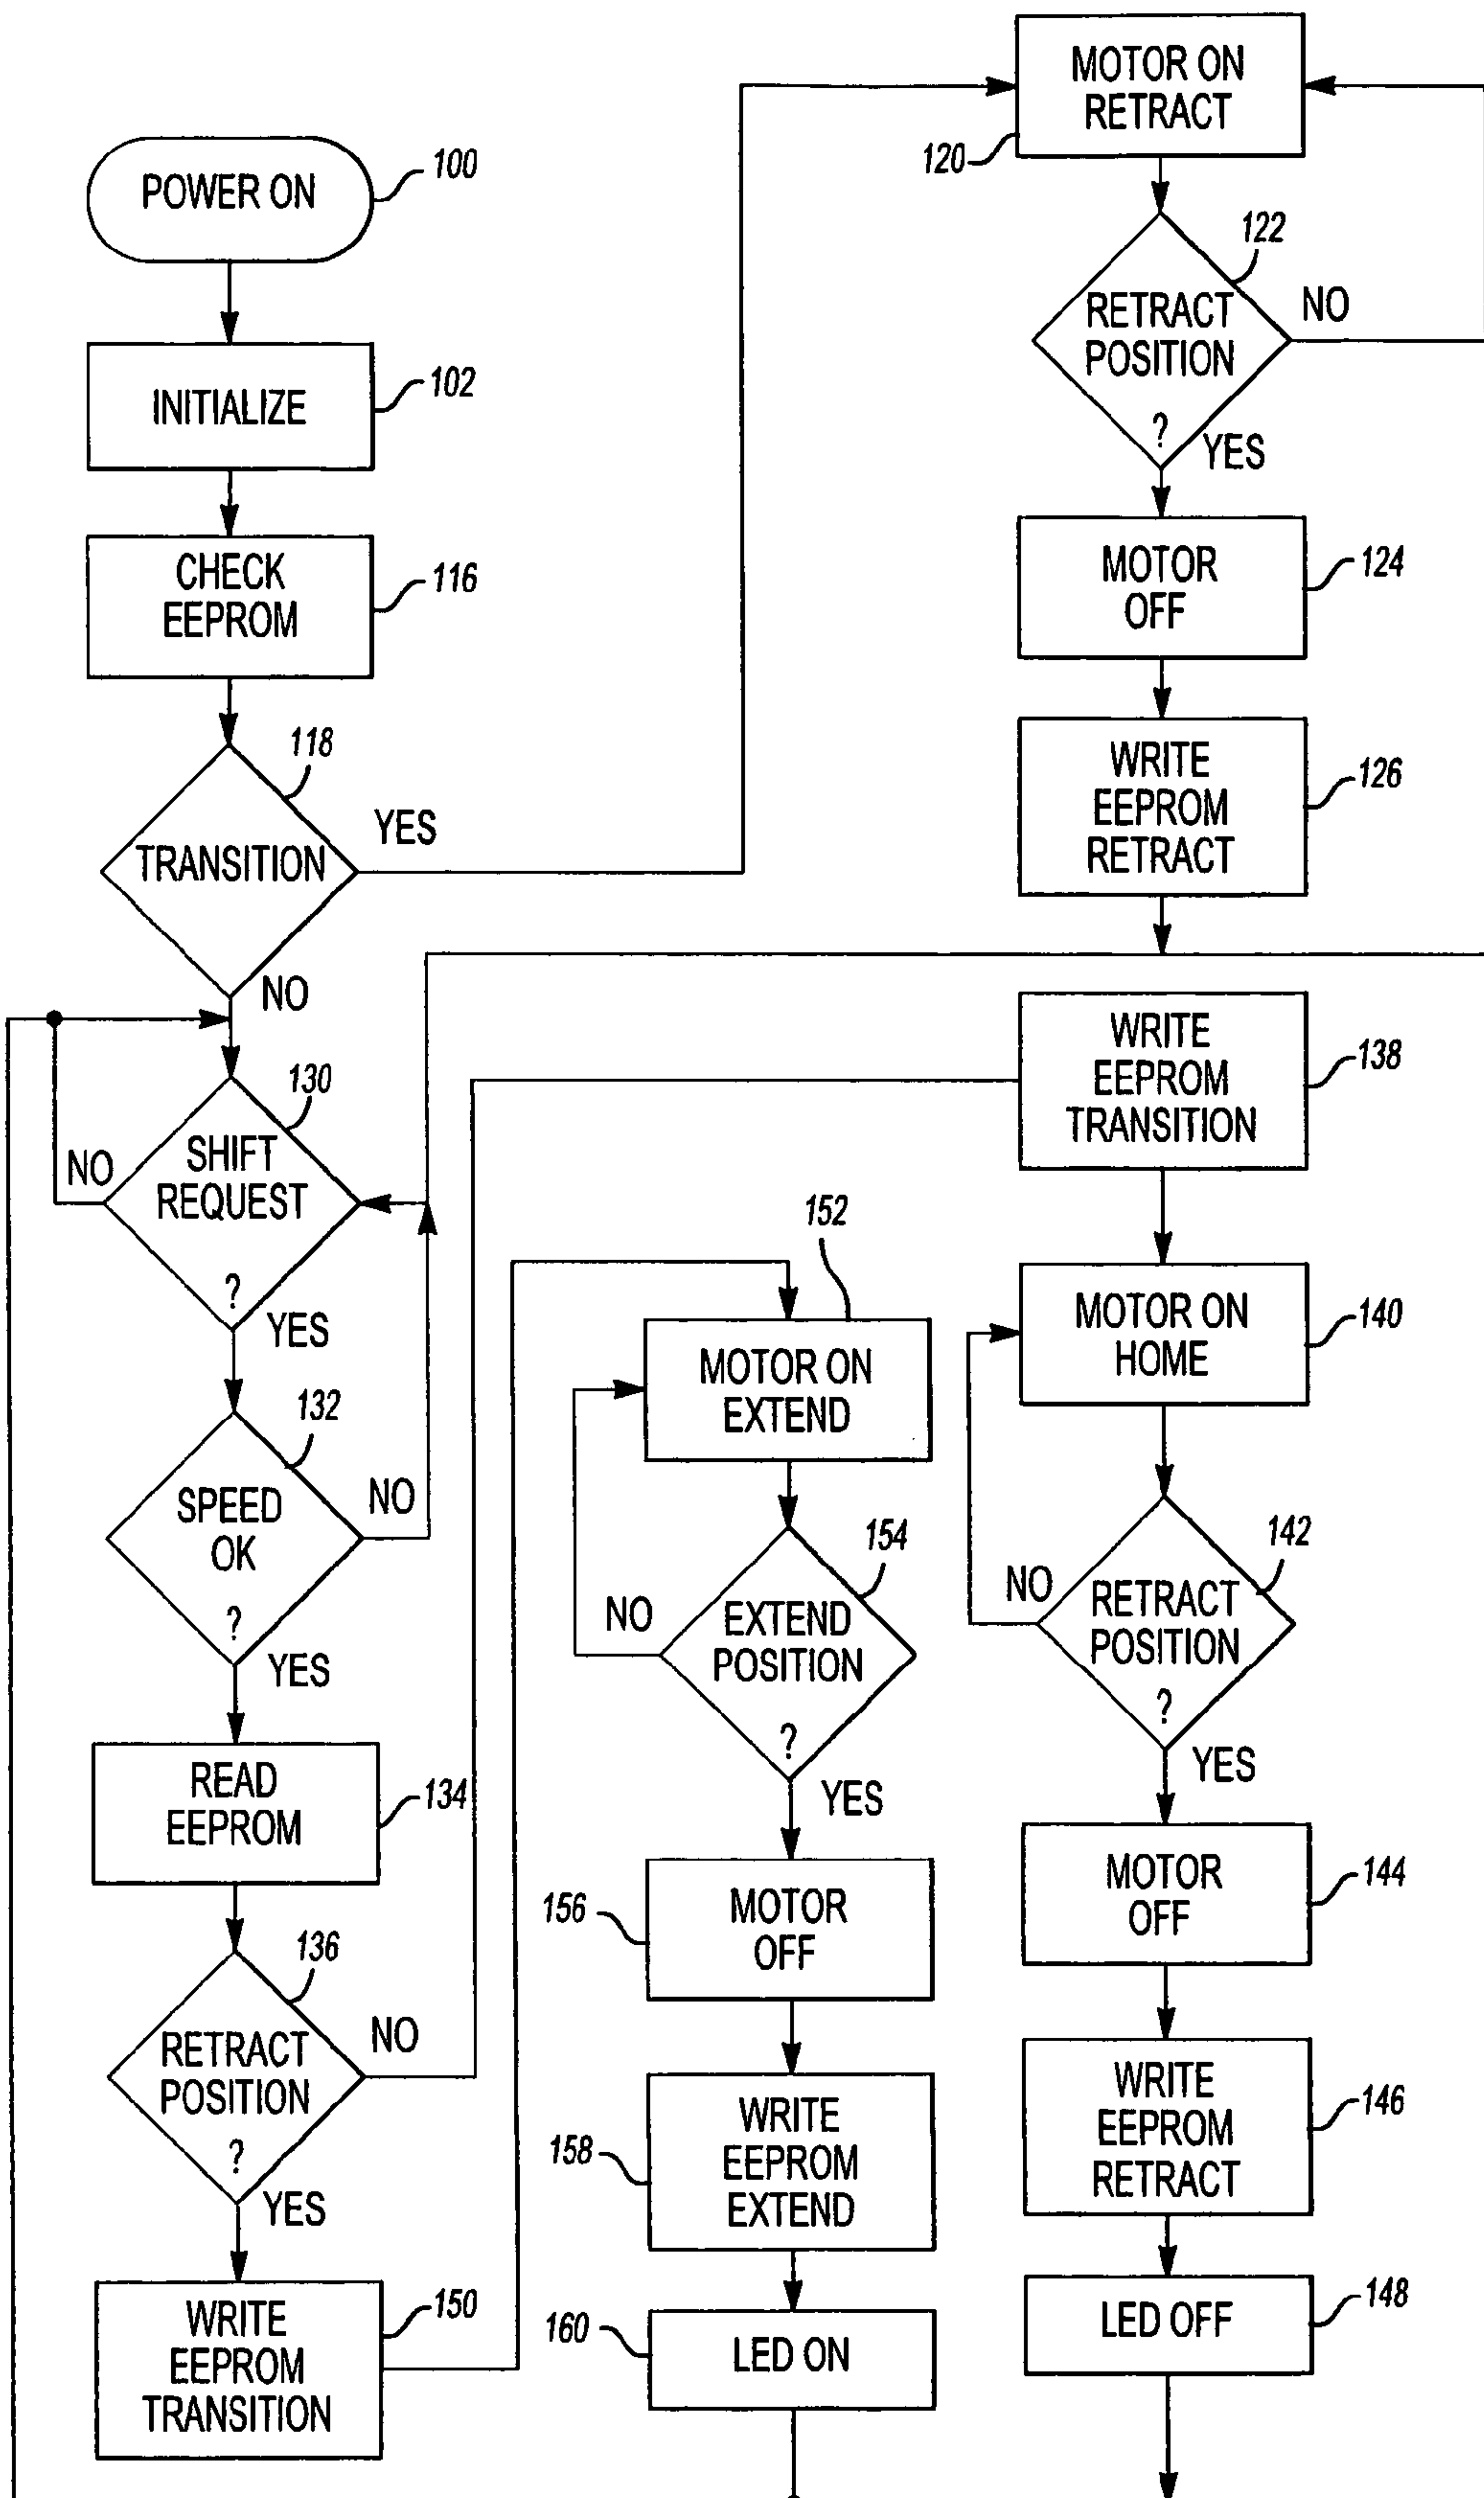 POWER ON
100
INITIALIZE
102
CHECK
EEPROM
116
118
TRANSITION
YES
NO
130
SHIFT
REQUEST
?
NO
YES
132
SPEED
OK
?
NO
YES
READ
EEPROM
134
136
RETRACT
POSITION
?
NO
YES
WRITE
EEPROM
TRANSITION
150
MOTOR ON
RETRACT
120
122
RETRACT
POSITION
?
NO
YES
MOTOR
OFF
124
WRITE
EEPROM
RETRACT
126
WRITE
EEPROM
TRANSITION
138
MOTOR ON
HOME
140
142
RETRACT
POSITION
?
NO
YES
MOTOR
OFF
144
WRITE
EEPROM
RETRACT
146
LED OFF
148
152
MOTOR ON
EXTEND
154
EXTEND
POSITION
?
NO
YES
MOTOR
OFF
156
WRITE
EEPROM
EXTEND
158
LED ON
160